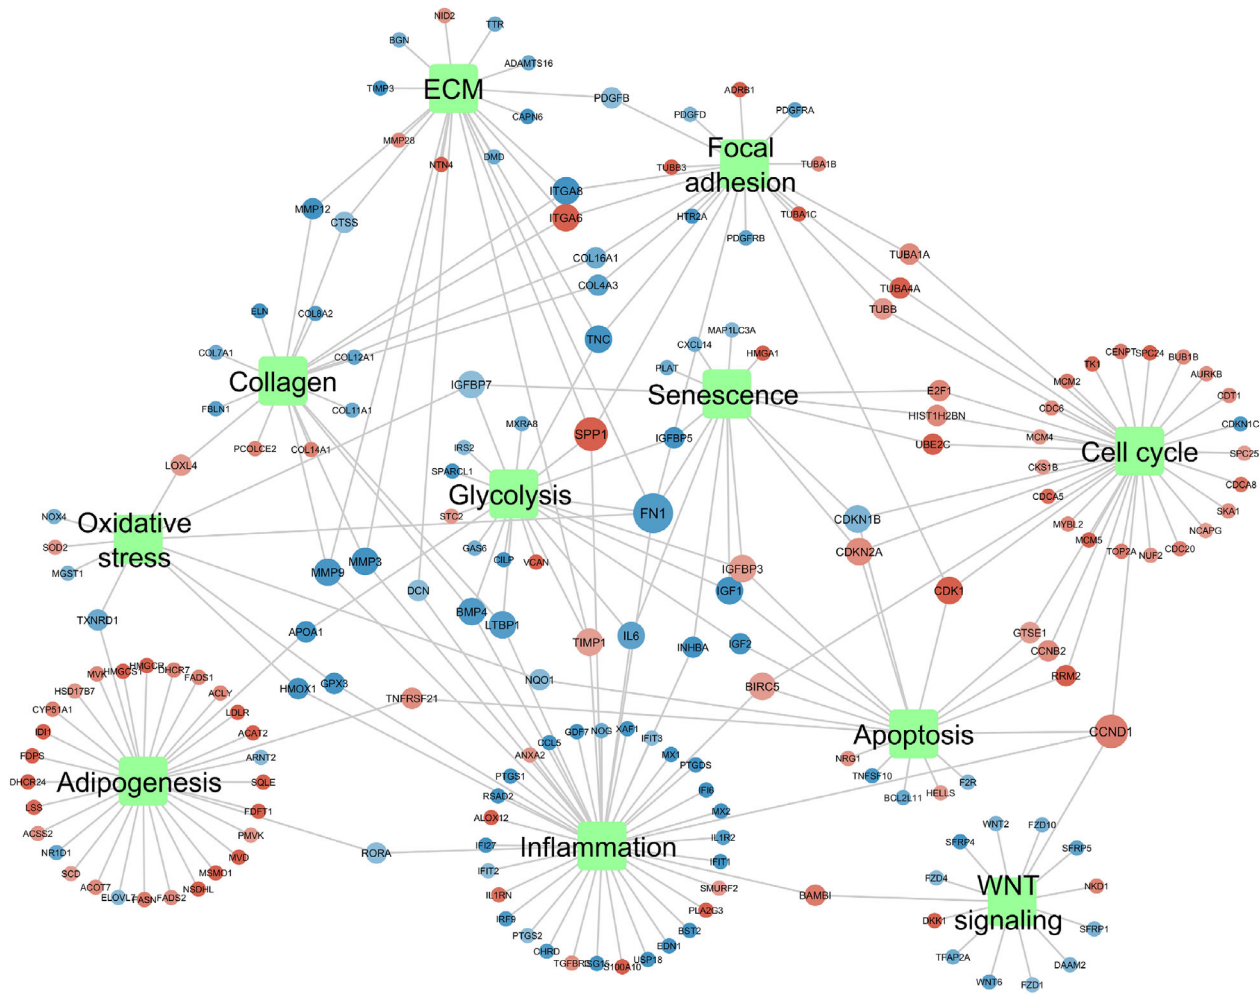 NID2
TTR
BGN
ADAMTS16
ECM
TIMP3
CAPN6
PDGFB
MMP28
NTN4
DMD
ADRB1
PDGFD
PDGFRA
Focal
adhesion
TUBB3
TUBA1B
ITGA8
ITGA6
HTR2A
TUBA1C
PDGFRB
MMP12
CTSS
COL16A1
COL4A3
TUBA1A
TUBA4A
TUBB
ELN
COL8A2
COL7A1
COL12A1
Collagen
FBLN1
COL11A1
PCOLCE2
COL14A1
LOXL4
TNC
IGFBP7
MAP1LC3A
CXCL14
HMGA1
PLAT
Senescence
E2F1
HIST1H2BN
UBE2C
IGFBP5
SPP1
MXRA8
IRS2
SPARCL1
Glycolysis
STC2
GAS6
CILP
VCAN
FN1
CENPT
SPC24
BUB1B
TK1
AURKB
MCM2
CDT1
CDC6
CDKN1C
MCM4
Cell cycle
SPC25
CKS1B
CDCA8
CDCA5
SKA1
MYBL2
NCAPG
MCM5
CDC20
TOP2A
NUF2
NOX4
Oxidative
stress
SOD2
MGST1
MMP9
MMP3
DCN
BMP4
LTBP1
TIMP1
IL6
IGFBP3
IGF1
CDKN1B
CDKN2A
CDK1
TXNRD1
APOA1
INHBA
IGF2
GTSE1
CCNB2
RRM2
HMOX1
GPX3
TNFRSF21
NQO1
BIRC5
CCND1
HMGCR
HMGCS1
DHCR7
MVK
FADS1
HSD17B7
ACLY
CYP51A1
LDLR
IDI1
ACAT2
FDPS
ARNT2
DHCR24
Adipogenesis
SQLE
LSS
FDFT1
ACSS2
PMVK
NR1D1
MVD
SCD
MSMO1
ACOT7
NSDHL
ELOVL7
FASN
FADS2
RORA
GDF7
NOG
XAF1
CCL5
IFIT3
ANXA2
MX1
PTGS1
PTGDS
RSAD2
IFI6
ALOX12
MX2
IFI27
Inflammation
IL1R2
IFIT2
IFIT1
IL1RN
SMURF2
IRF9
PLA2G3
PTGS2
BST2
CHRD
EDN1
TGFBR3
ISG15
S100A10
USP18
BAMBI
Apoptosis
NRG1
TNFSF10
BCL2L11
HELLS
F2R
WNT2
FZD10
SFRP4
SFRP5
FZD4
WNT
signaling
NKD1
DKK1
SFRP1
TFAP2A
DAAM2
WNT6
FZD1